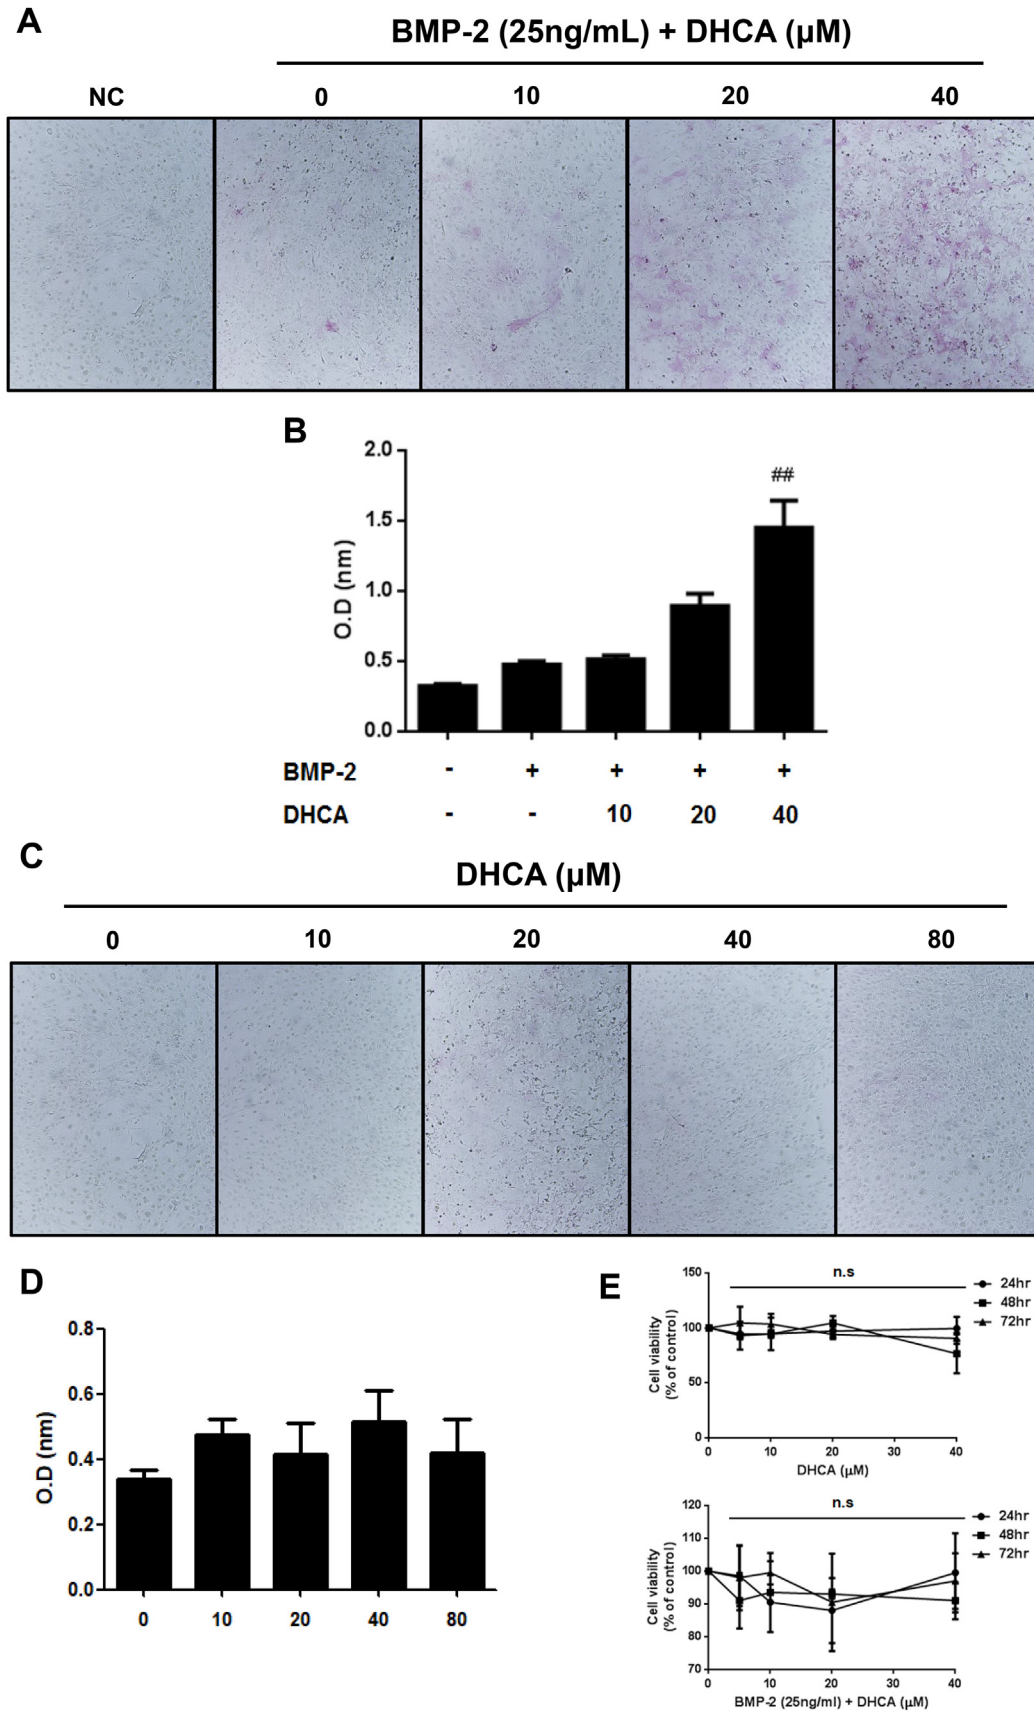 A
BMP-2 (25ng/mL) + DHCA (μM)
NC 0 10 20 40
B
2.0
##
1.5
1.0
0.5
0.0
O.D (nm)
BMP-2 - + + + +
DHCA - - 10 20 40
C
DHCA (μM)
0 10 20 40 80
D
0.8
0.6
0.4
0.2
0.0
O.D (nm)
0 10 20 40 80
E
n.s
150
100
50
0
Cell viability
(% of control)
0 10 20 30 40
DHCA (μM)
24hr
48hr
72hr
n.s
120
110
100
90
80
70
Cell viability
(% of control)
0 10 20 30 40
BMP-2 (25ng/ml) + DHCA (μM)
24hr
48hr
72hr